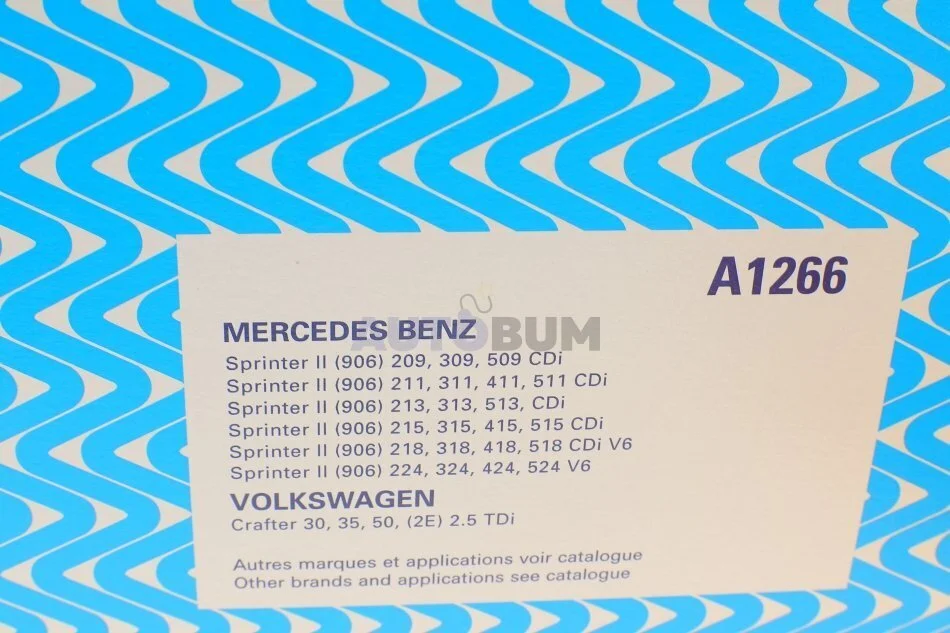 A1266
AUTOBUM
MERCEDES BENZ
Sprinter II (906) 209, 309, 509 CDi
Sprinter II (906) 211, 311, 411, 511 CDi
Sprinter II (906) 213, 313, 513, CDi
Sprinter II (906) 215, 315, 415, 515 CDi
Sprinter II (906) 218, 318, 418, 518 CDi V6
Sprinter II (906) 224, 324, 424, 524 V6
VOLKSWAGEN
Crafter 30, 35, 50, (2E) 2.5 TDi
Autres marques et applications voir catalogue
Other brands and applications see catalogue